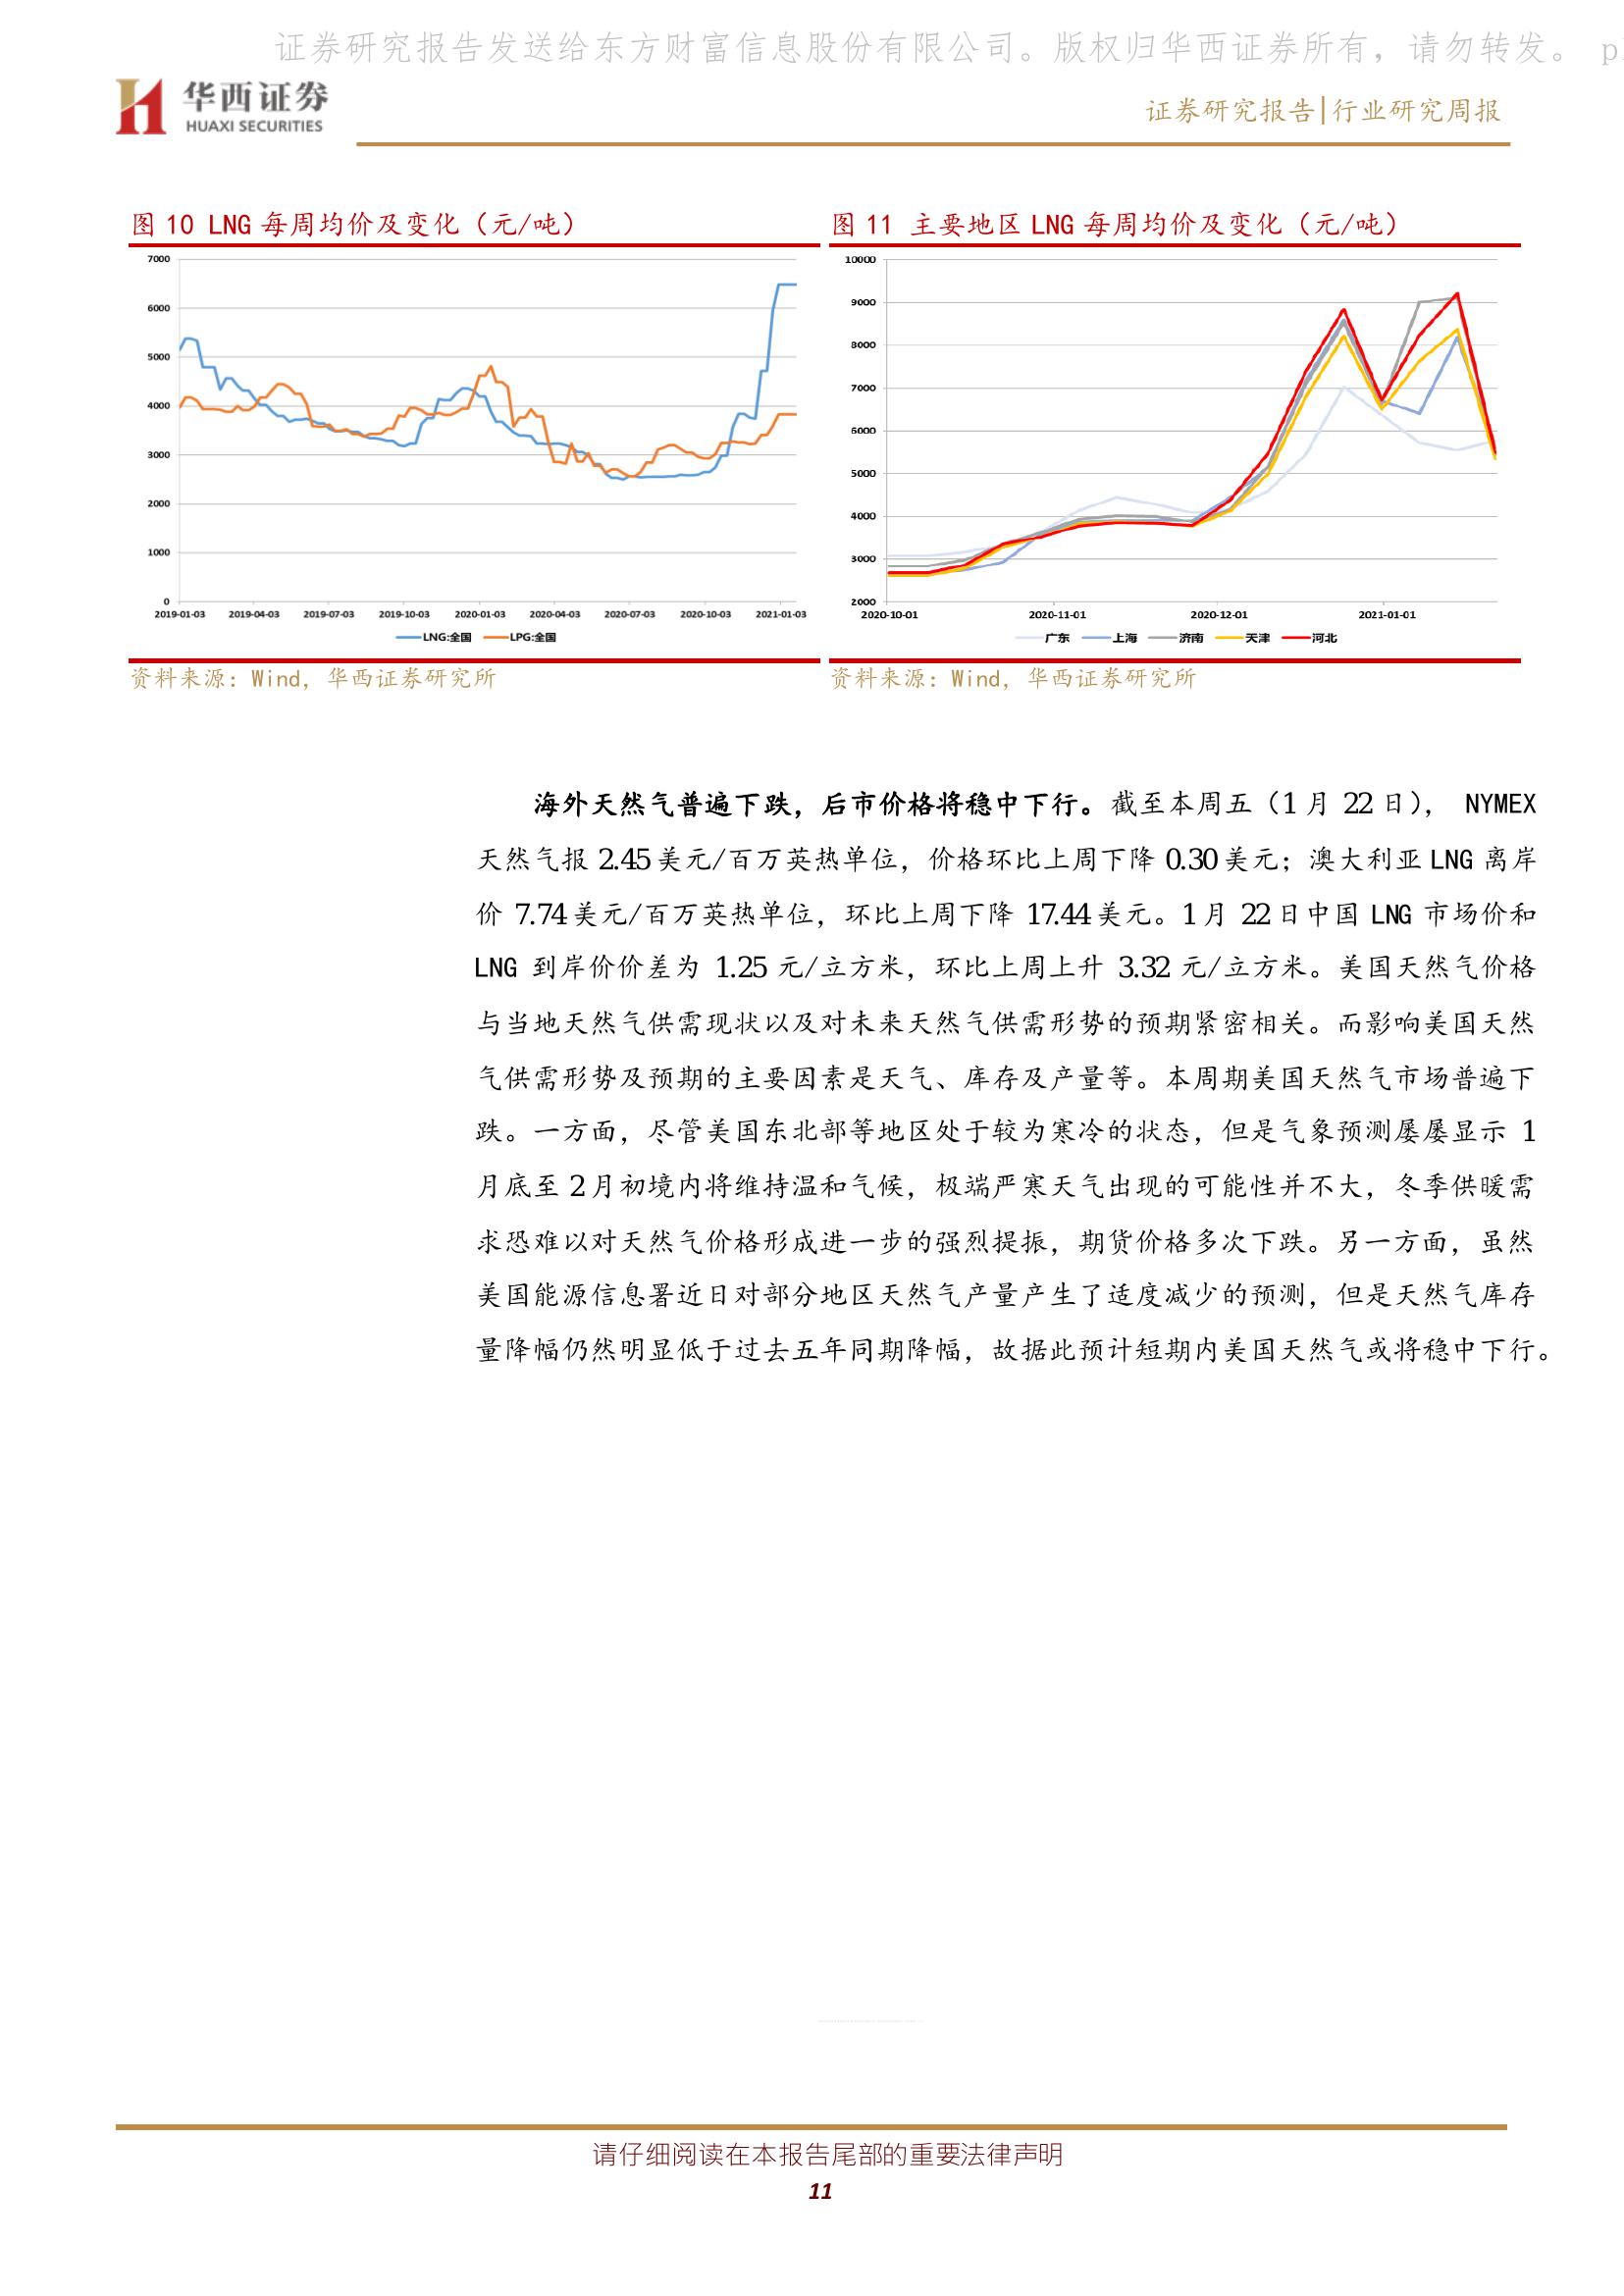 证券研究报告发送给东方财富信息股份有限公司。版权归华西证券所有，请勿转发。 p
华西证券
HUAXI SECURITIES
证券研究报告|行业研究周报
图 10 LNG 每周均价及变化（元/吨）
7000
6000
5000
4000
3000
2000
1000
0
2019-01-03 2019-04-03 2019-07-03 2019-10-03 2020-01-03 2020-04-03 2020-07-03 2020-10-03 2021-01-03
LNG:全国 LPG:全国
资料来源：Wind，华西证券研究所
图 11 主要地区 LNG 每周均价及变化（元/吨）
10000
9000
8000
7000
6000
5000
4000
3000
2000
2020-10-01 2020-11-01 2020-12-01 2021-01-01
广东 上海 济南 天津 河北
资料来源：Wind，华西证券研究所
海外天然气普遍下跌，后市价格将稳中下行。截至本周五（1 月 22 日）， NYMEX
天然气报 2.45 美元/百万英热单位，价格环比上周下降 0.30 美元；澳大利亚 LNG 离岸
价 7.74 美元/百万英热单位，环比上周下降 17.44 美元。1 月 22 日中国 LNG 市场价和
LNG 到岸价价差为 1.25 元/立方米，环比上周上升 3.32 元/立方米。美国天然气价格
与当地天然气供需现状以及对未来天然气供需形势的预期紧密相关。而影响美国天然
气供需形势及预期的主要因素是天气、库存及产量等。本周期美国天然气市场普遍下
跌。一方面，尽管美国东北部等地区处于较为寒冷的状态，但是气象预测屡屡显示 1
月底至 2 月初境内将维持温和气候，极端严寒天气出现的可能性并不大，冬季供暖需
求恐难以对天然气价格形成进一步的强烈提振，期货价格多次下跌。另一方面，虽然
美国能源信息署近日对部分地区天然气产量产生了适度减少的预测，但是天然气库存
量降幅仍然明显低于过去五年同期降幅，故据此预计短期内美国天然气或将稳中下行。
请仔细阅读在本报告尾部的重要法律声明
11